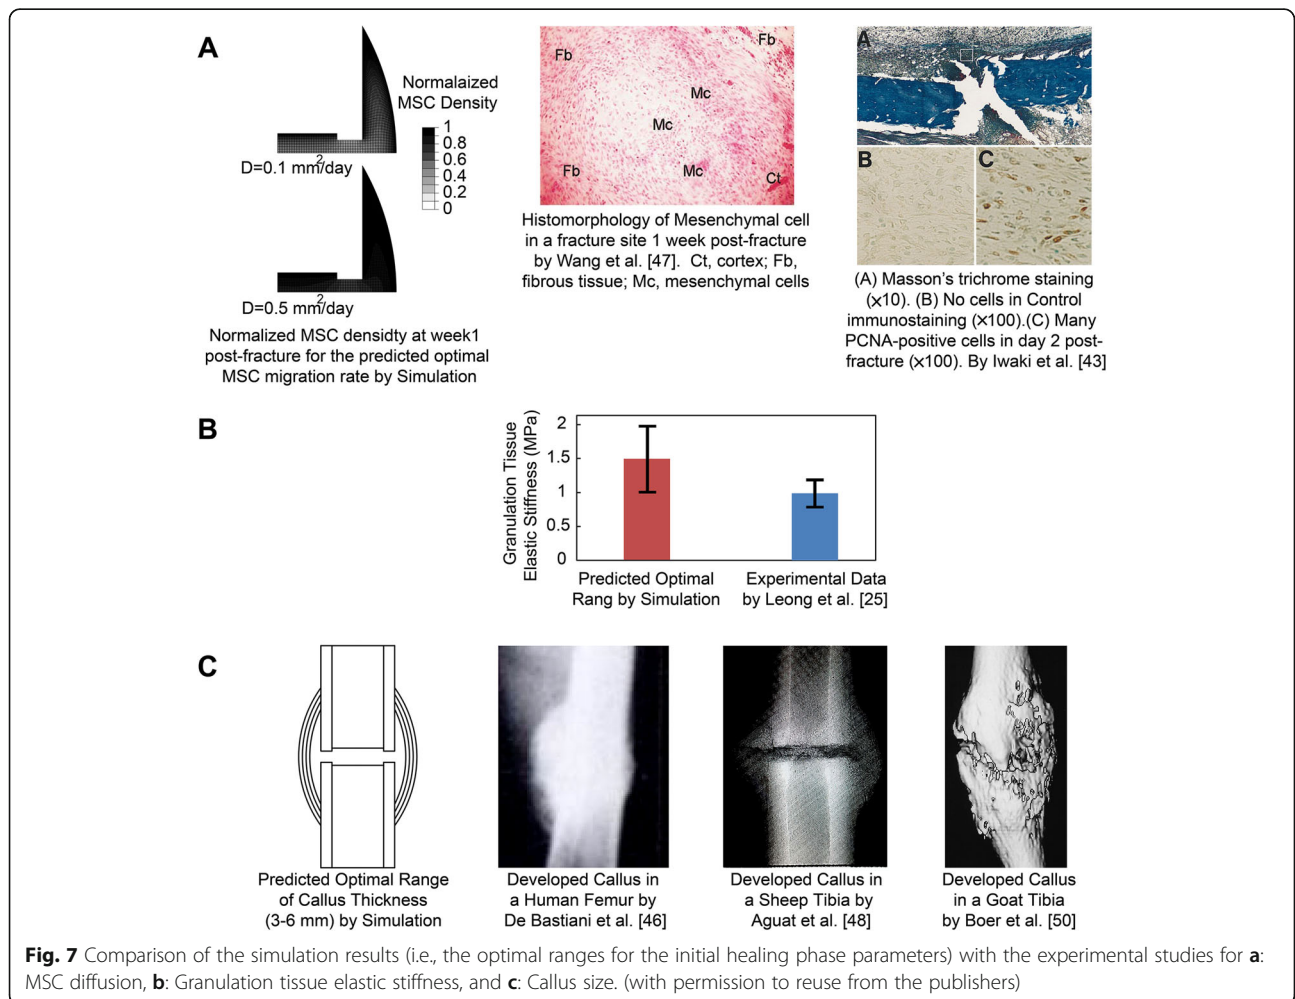 A
Normalaized
MSC Density
1
0.8
0.6
0.4
0.2
0
D=0.1 mm²/day
D=0.5 mm²/day
Normalized MSC densidty at week1
post-fracture for the predicted optimal
MSC migration rate by Simulation
Fb
Fb
Mc
Mc
Fb
Mc
Ct
Histomorphology of Mesenchymal cell
in a fracture site 1 week post-fracture
by Wang et al. [47]. Ct, cortex; Fb,
fibrous tissue; Mc, mesenchymal cells
A
B
C
(A) Masson's trichrome staining
(×10). (B) No cells in Control
immunostaining (×100).(C) Many
PCNA-positive cells in day 2 post-
fracture (×100). By Iwaki et al. [43]
B
Granulation Tissue
Elastic Stiffness (MPa)
2
1.5
1
0.5
0
Predicted Optimal
Rang by Simulation
Experimental Data
by Leong et al. [25]
C
Predicted Optimal Range
of Callus Thickness
(3-6 mm) by Simulation
Developed Callus in
a Human Femur by
De Bastiani et al. [46]
Developed Callus in
a Sheep Tibia by
Aguat et al. [48]
Developed Callus
in a Goat Tibia
by Boer et al. [50]
Fig. 7 Comparison of the simulation results (i.e., the optimal ranges for the initial healing phase parameters) with the experimental studies for a:
MSC diffusion, b: Granulation tissue elastic stiffness, and c: Callus size. (with permission to reuse from the publishers)